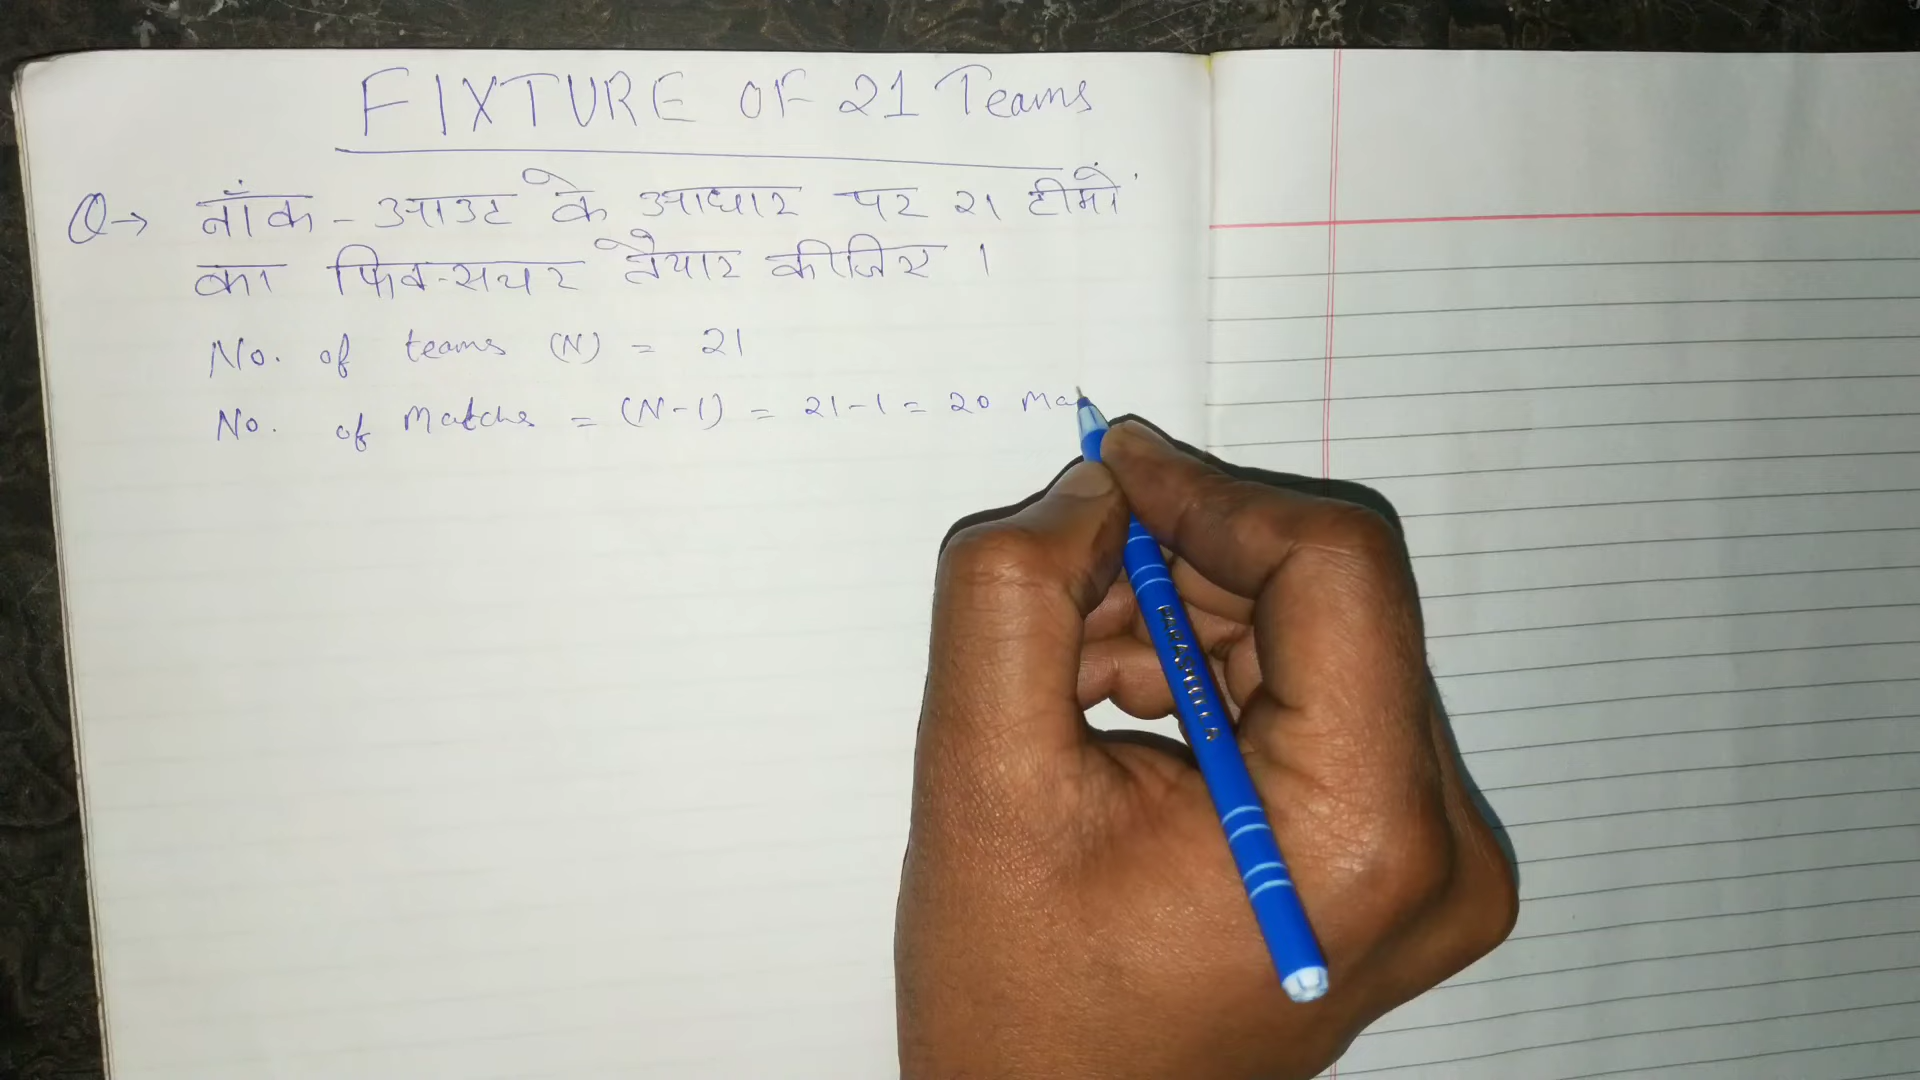 FIXTURE OF 21 Teams
Q→ नॉक-आउट के आधार पर 21 टीमों
का फिक्सचर तैयार कीजिए ।
No. of teams (N) = 21
No. of Matchs = (N-1) = 21-1 = 20 Ma